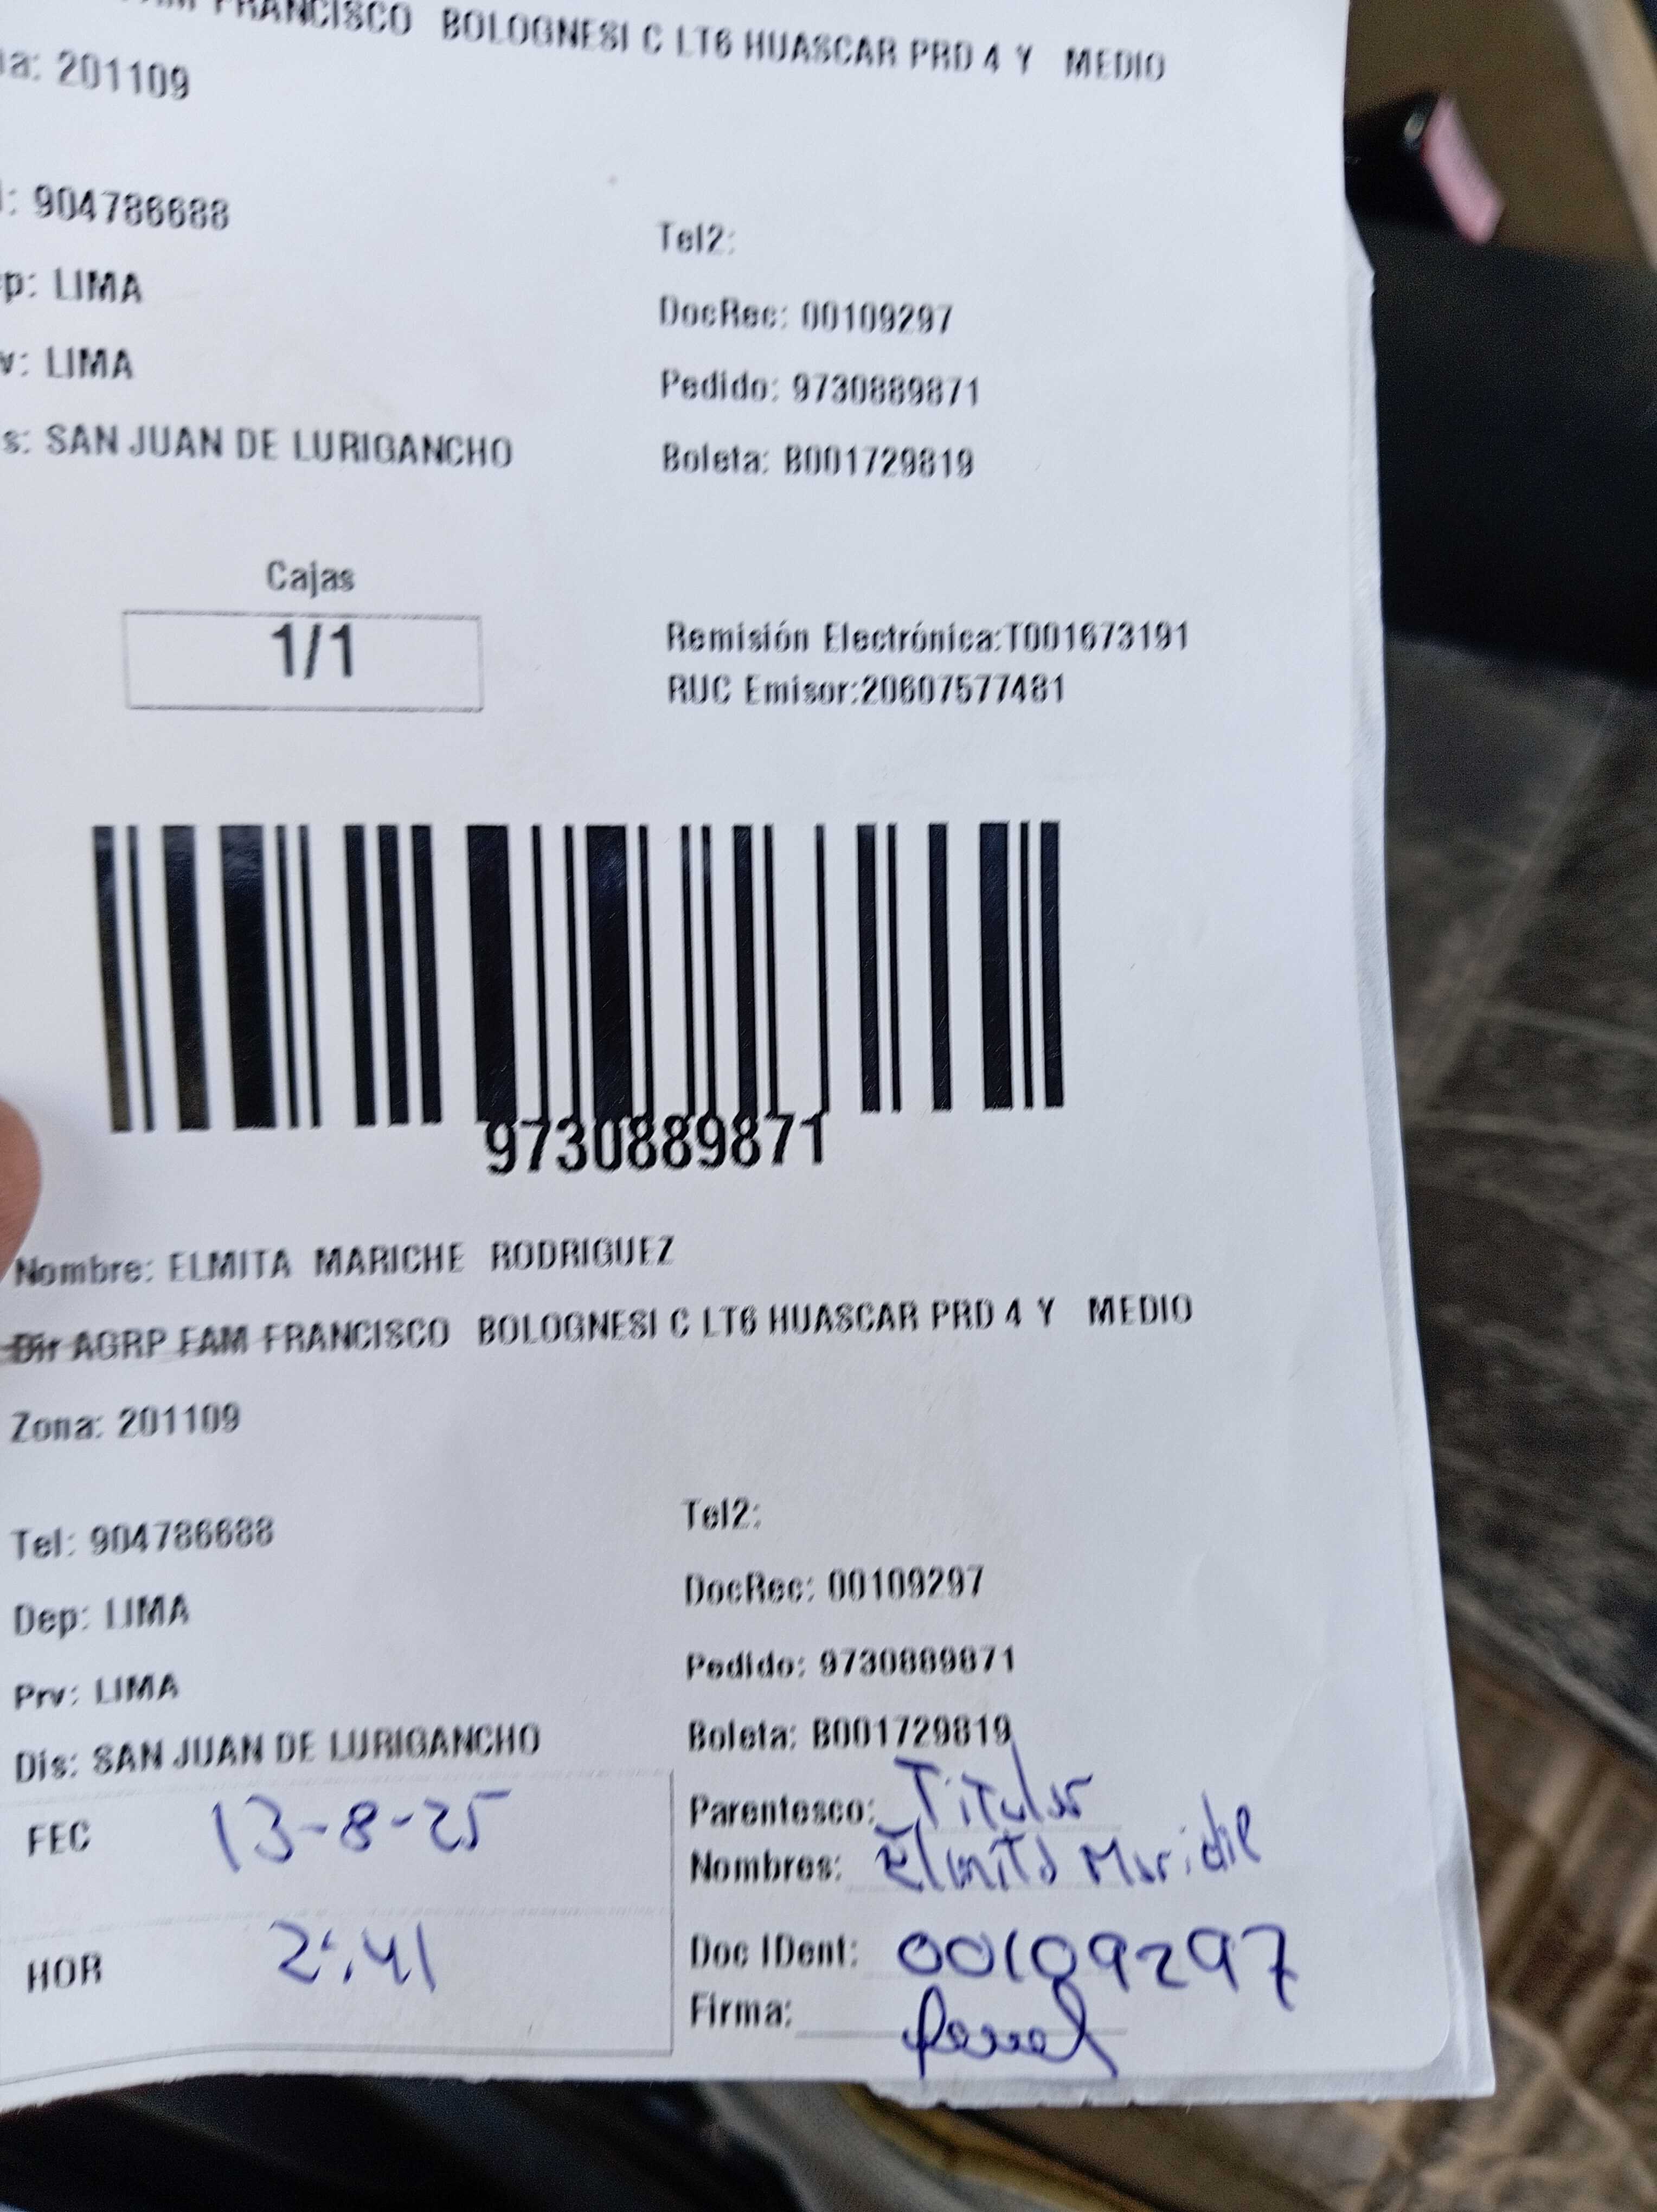 FRANCISCO BOLOGNESI C LT6 HUASCAR PRD 4 Y MEDIO
a: 201109
: 904786688
Tel2:
p: LIMA
DocRec: 00109297
v: LIMA
Pedido: 9730889871
s: SAN JUAN DE LURIGANCHO
Boleta: B001729819
Cajas
1/1
Remisión Electrónica:T001673191
RUC Emisor:20607577481
9730889871
Nombre: ELMITA MARICHE RODRIGUEZ
Dir AGRP FAM FRANCISCO BOLOGNESI C LT6 HUASCAR PRD 4 Y MEDIO
Zona: 201109
Tel: 904786688
Tel2:
Dep: LIMA
DocRec: 00109297
Prv: LIMA
Pedido: 9730889871
Dis: SAN JUAN DE LURIGANCHO
Boleta: B001729819
FEC 13-8-25
Parentesco: Titular
Nombres: Elmita Mariche
HOR 2:41
Doc IDent: 00109297
Firma: